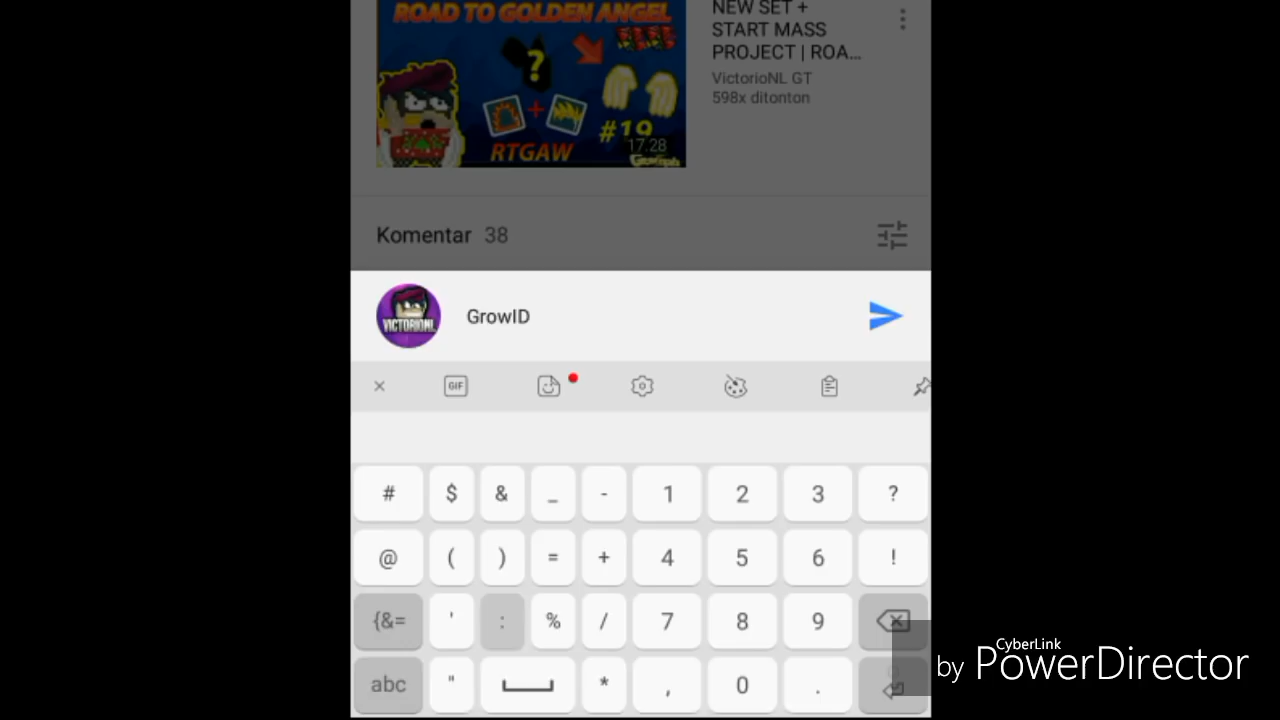 ROAD TO GOLDEN ANGEL
?
#19
17.28
RTGAW
NEW SET +
START MASS
PROJECT | ROA…
VictorioNL GT
598x ditonton
Komentar 38
VICTORIONL
GrowID
GIF
# $ & _ - 1 2 3 ?
@ ( ) = + 4 5 6 !
{&= ' : % / 7 8 9
abc " * , 0 .
CyberLink
by PowerDirector